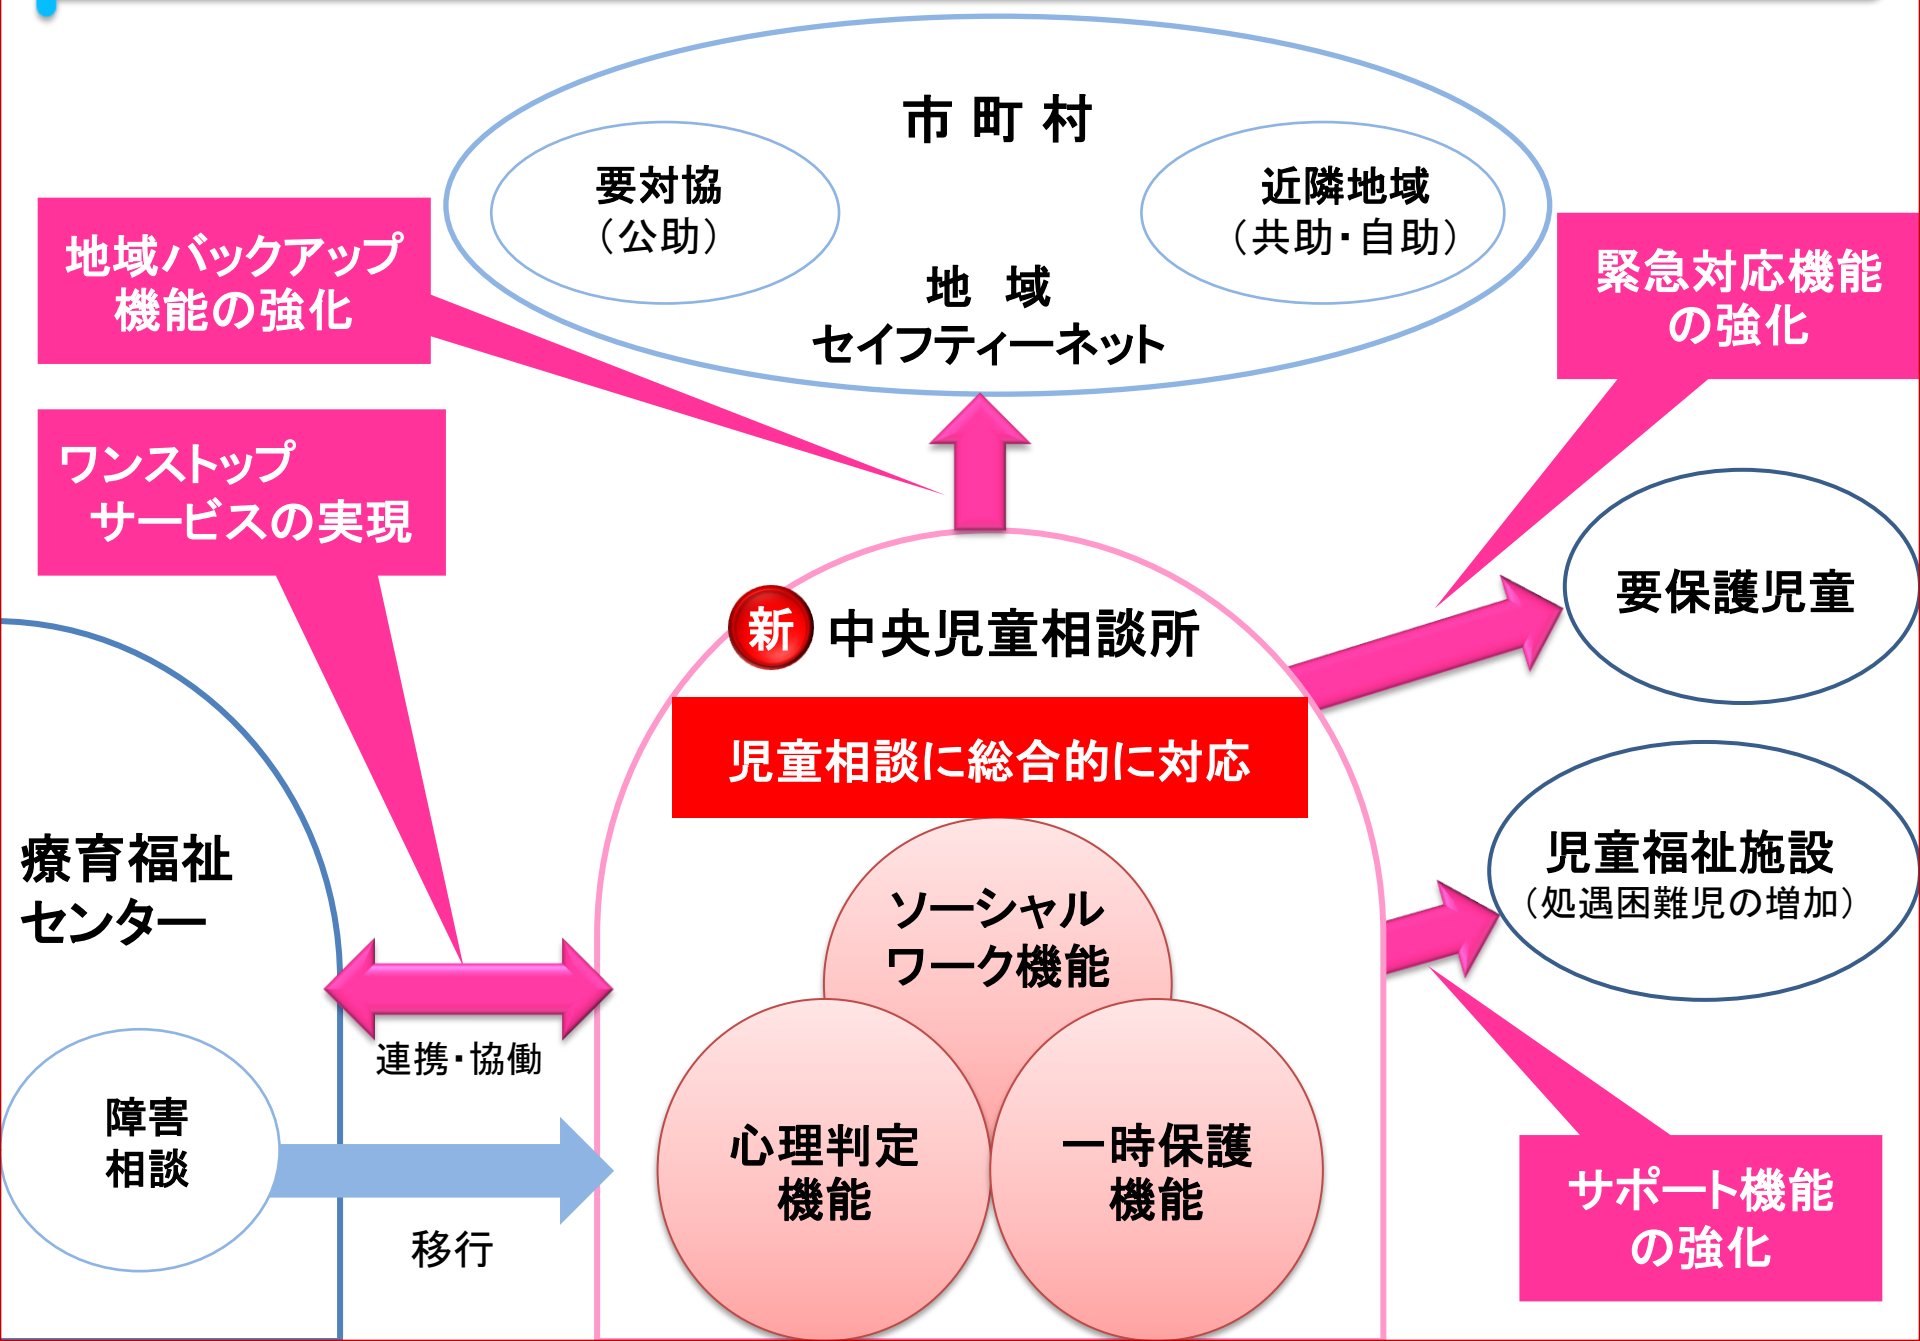 市 町 村
要対協
（公助）
近隣地域
（共助・自助）
地　域
セイフティーネット
地域バックアップ
機能の強化
緊急対応機能
の強化
ワンストップ
サービスの実現
新
中央児童相談所
児童相談に総合的に対応
要保護児童
児童福祉施設
（処遇困難児の増加）
療育福祉
センター
ソーシャル
ワーク機能
連携・協働
障害
相談
心理判定
機能
一時保護
機能
移行
サポート機能
の強化